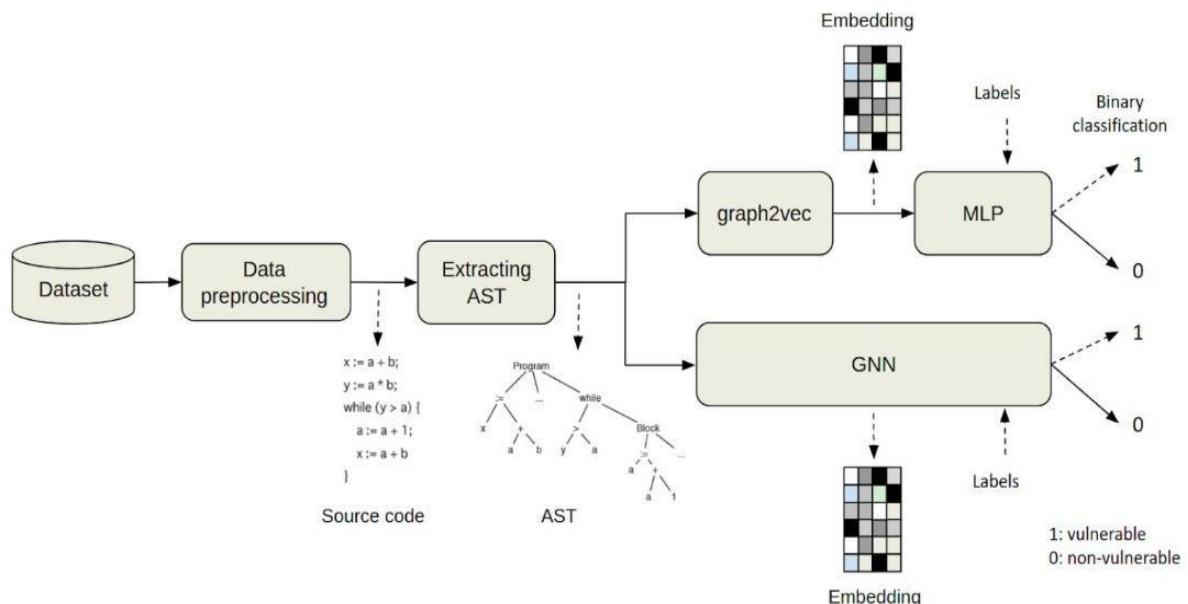 Embedding
Labels
Binary
classification
1
graph2vec
MLP
0
Dataset
Data
preprocessing
Extracting
AST
1
GNN
0
x := a + b;
y := a * b;
while (y > a) {
a := a + 1;
x := a + b
}
Source code
Program
:=
...
while
x
+
>
Block
a
b
y
a
:=
...
a
+
a
1
AST
Labels
Embedding
1: vulnerable
0: non-vulnerable